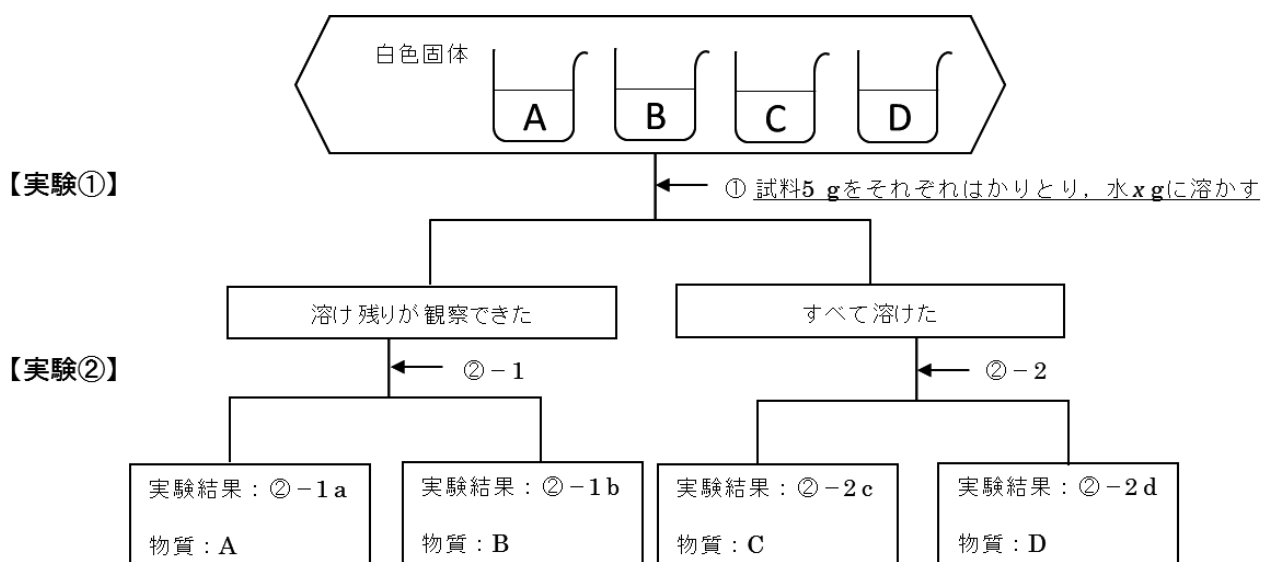 白色固体
A B C D
【実験①】
① 試料5 gをそれぞれはかりとり，水x gに溶かす
溶け残りが観察できた
すべて溶けた
【実験②】
②－1
②－2
実験結果：②－1a
物質：A
実験結果：②－1b
物質：B
実験結果：②－2c
物質：C
実験結果：②－2d
物質：D